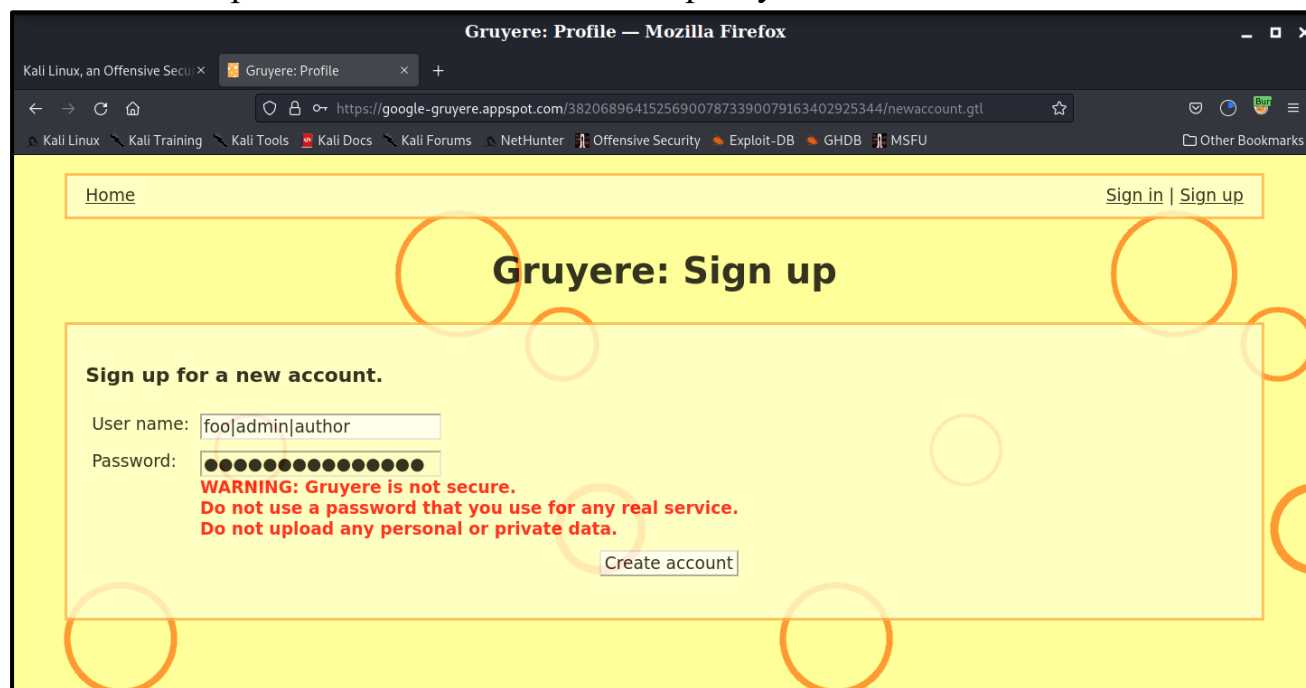 Gruyere: Profile — Mozilla Firefox
Kali Linux, an Offensive Secu
Gruyere: Profile
https://google-gruyere.appspot.com/382068964152569007873390079163402925344/newaccount.gtl
Kali Linux Kali Training Kali Tools Kali Docs Kali Forums NetHunter Offensive Security Exploit-DB GHDB MSFU Other Bookmarks
Home Sign in | Sign up
Gruyere: Sign up
Sign up for a new account.
User name: foo|admin|author
Password: ●●●●●●●●●●●●●●●
WARNING: Gruyere is not secure.
Do not use a password that you use for any real service.
Do not upload any personal or private data.
Create account